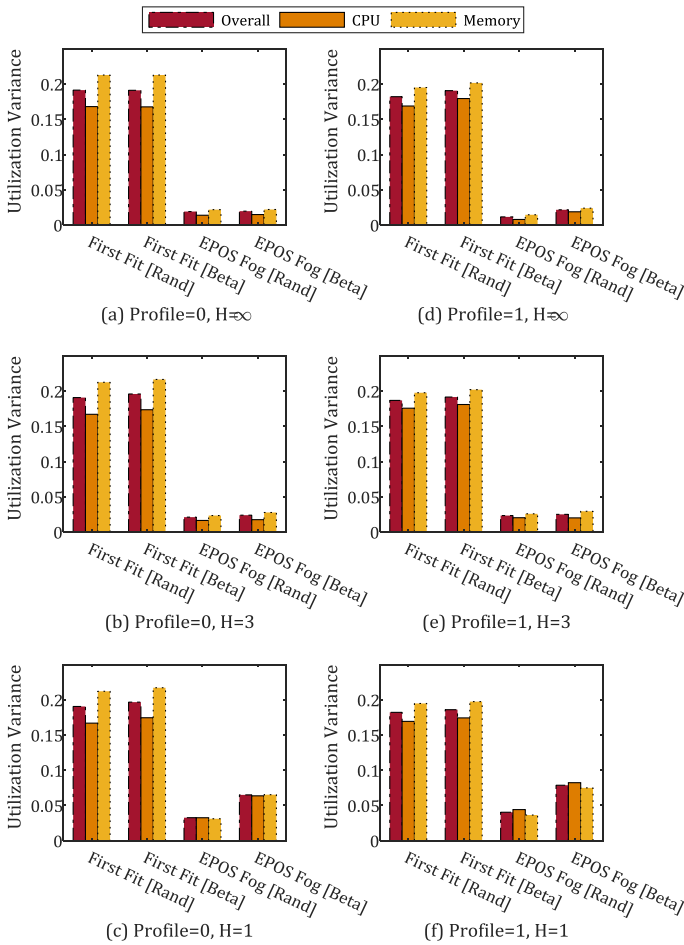 Overall CPU Memory
Utilization Variance
0.2
0.15
0.1
0.05
0
First Fit [Rand]
First Fit [Beta]
EPOS Fog [Rand]
EPOS Fog [Beta]
(a) Profile=0, H=∞
Utilization Variance
0.2
0.15
0.1
0.05
0
First Fit [Rand]
First Fit [Beta]
EPOS Fog [Rand]
EPOS Fog [Beta]
(d) Profile=1, H=∞
Utilization Variance
0.2
0.15
0.1
0.05
0
First Fit [Rand]
First Fit [Beta]
EPOS Fog [Rand]
EPOS Fog [Beta]
(b) Profile=0, H=3
Utilization Variance
0.2
0.15
0.1
0.05
0
First Fit [Rand]
First Fit [Beta]
EPOS Fog [Rand]
EPOS Fog [Beta]
(e) Profile=1, H=3
Utilization Variance
0.2
0.15
0.1
0.05
0
First Fit [Rand]
First Fit [Beta]
EPOS Fog [Rand]
EPOS Fog [Beta]
(c) Profile=0, H=1
Utilization Variance
0.2
0.15
0.1
0.05
0
First Fit [Rand]
First Fit [Beta]
EPOS Fog [Rand]
EPOS Fog [Beta]
(f) Profile=1, H=1